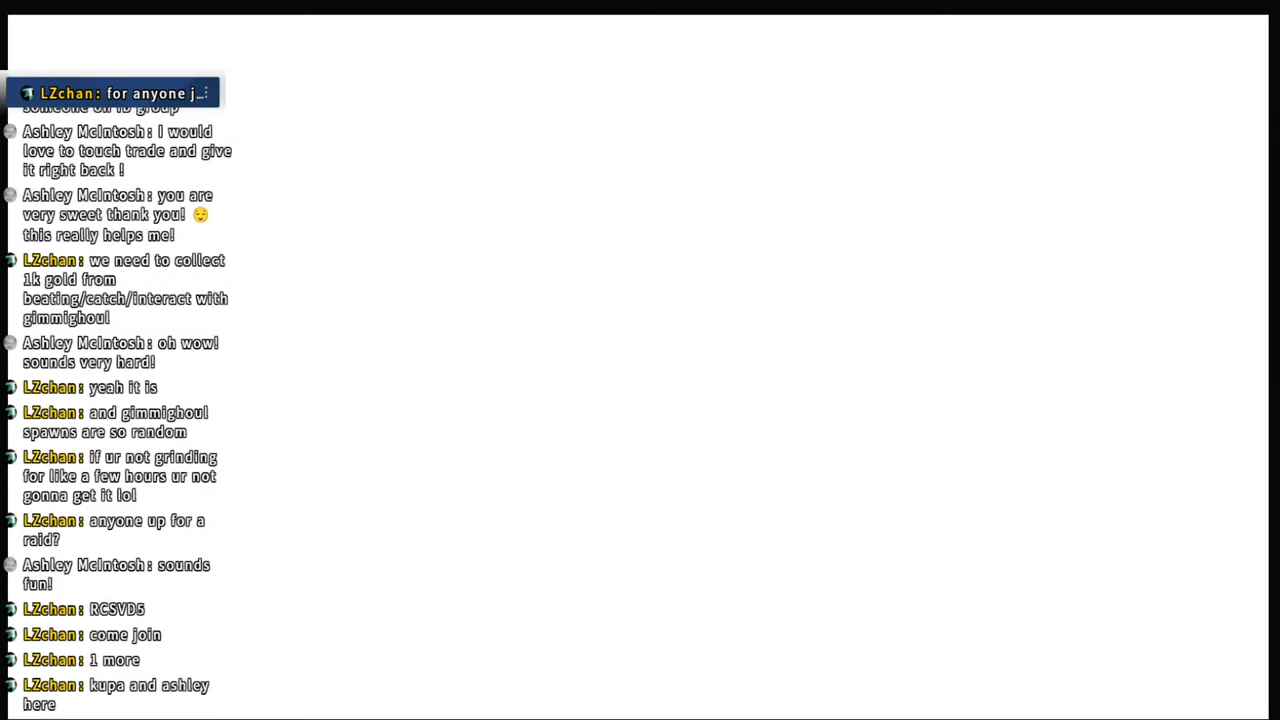 LZchan: for anyone j…
someone on fb group
Ashley McIntosh: I would
love to touch trade and give
it right back !
Ashley McIntosh: you are
very sweet thank you! 😌
this really helps me!
LZchan: we need to collect
1k gold from
beating/catch/interact with
gimmighoul
Ashley McIntosh: oh wow!
sounds very hard!
LZchan: yeah it is
LZchan: and gimmighoul
spawns are so random
LZchan: if ur not grinding
for like a few hours ur not
gonna get it lol
LZchan: anyone up for a
raid?
Ashley McIntosh: sounds
fun!
LZchan: RCSVD5
LZchan: come join
LZchan: 1 more
LZchan: kupa and ashley
here